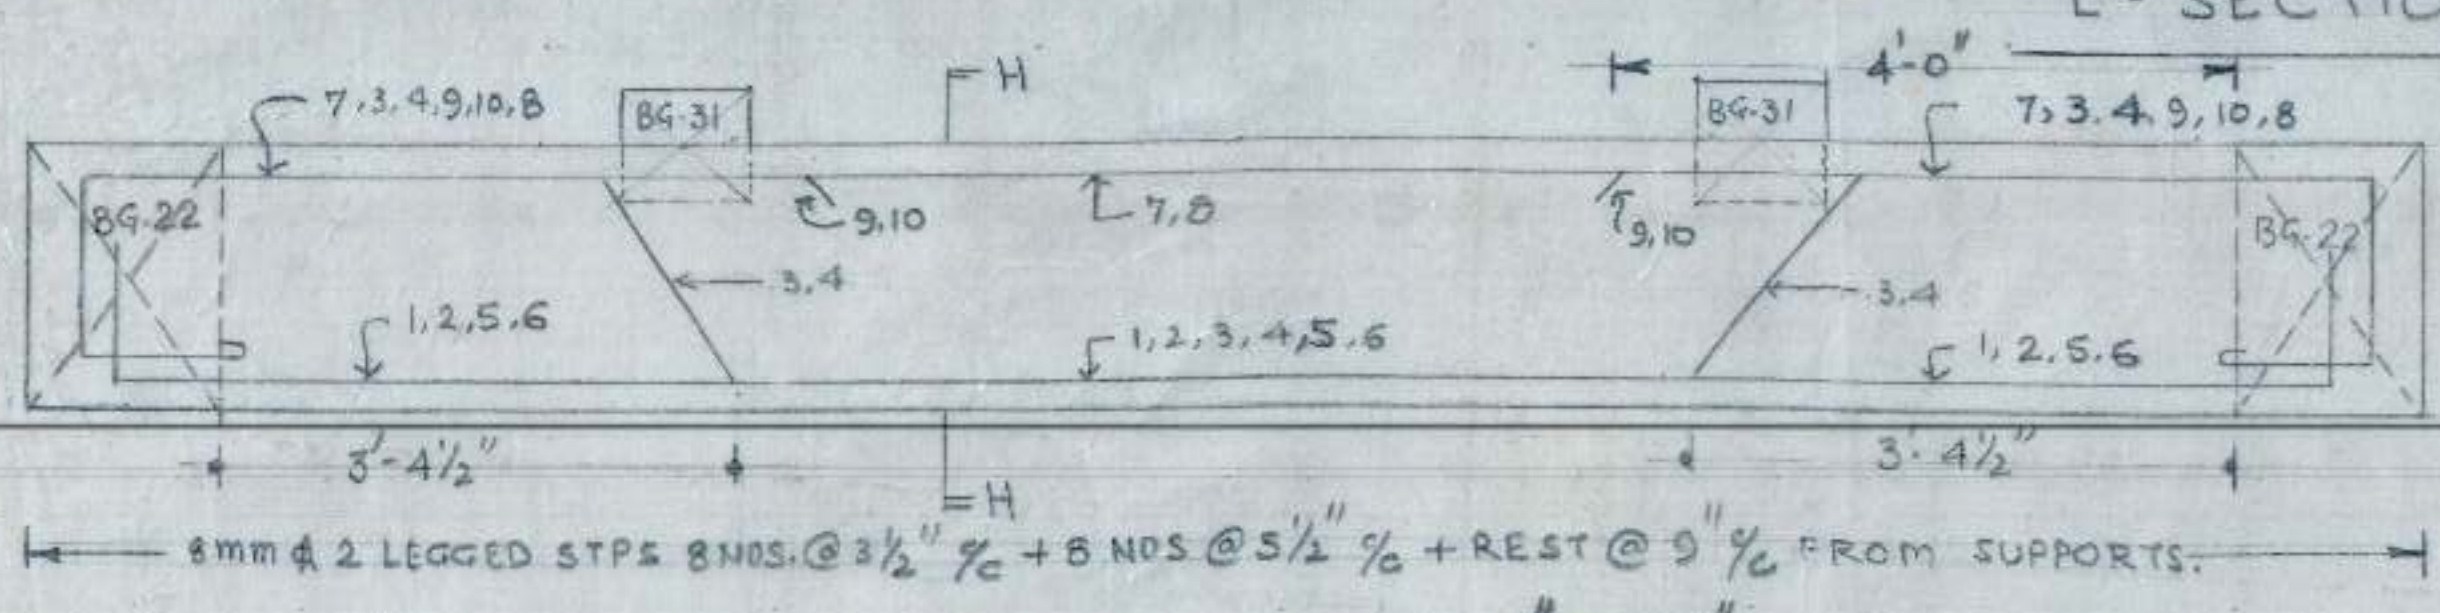 L - SECTIO
4'-0"
H
7,3,4,9,10,8
BG-31
BG-31
7,3.4.9,10,8
BG-22
9,10
7,8
9,10
BG-22
3,4
3,4
1,2,5,6
1,2,3,4,5,6
1,2.5.6
3'-4½"
3'-4½"
H
8mm ϕ 2 LEGGED STPS 8 NOS.@ 3½" c/c + 8 NOS @ 5½" c/c + REST @ 9" c/c FROM SUPPORTS.